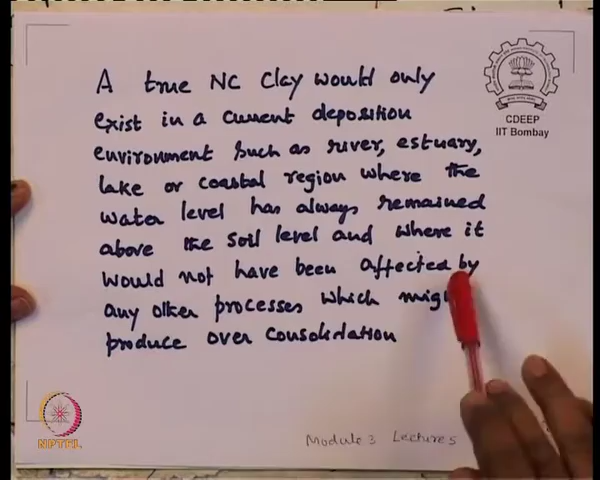 A true NC clay would only
exist in a current deposition
environment such as river, estuary,
lake or coastal region where the
water level has always remained
above the soil level and where it
would not have been affected by
any other processes which
produce over consolidation
CDEEP
IIT Bombay
NPTEL
Module 3 Lecture 5